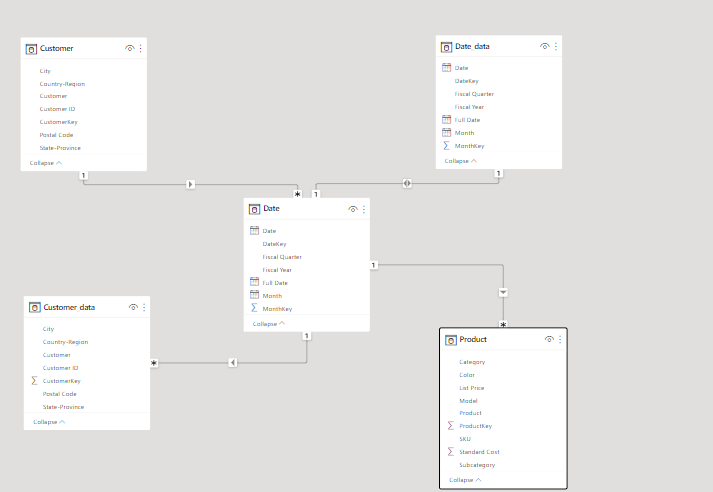 Customer
City
Country-Region
Customer
Customer ID
CustomerKey
Postal Code
State-Province
Collapse
1
*
Date_data
Date
DateKey
Fiscal Quarter
Fiscal Year
Full Date
Month
MonthKey
Collapse
1
1
Date
Date
DateKey
Fiscal Quarter
Fiscal Year
Full Date
Month
MonthKey
Collapse
1
1
Customer_data
City
Country-Region
Customer
Customer ID
CustomerKey
Postal Code
State-Province
Collapse
*
*
Product
Category
Color
List Price
Model
Product
ProductKey
SKU
Standard Cost
Subcategory
Collapse